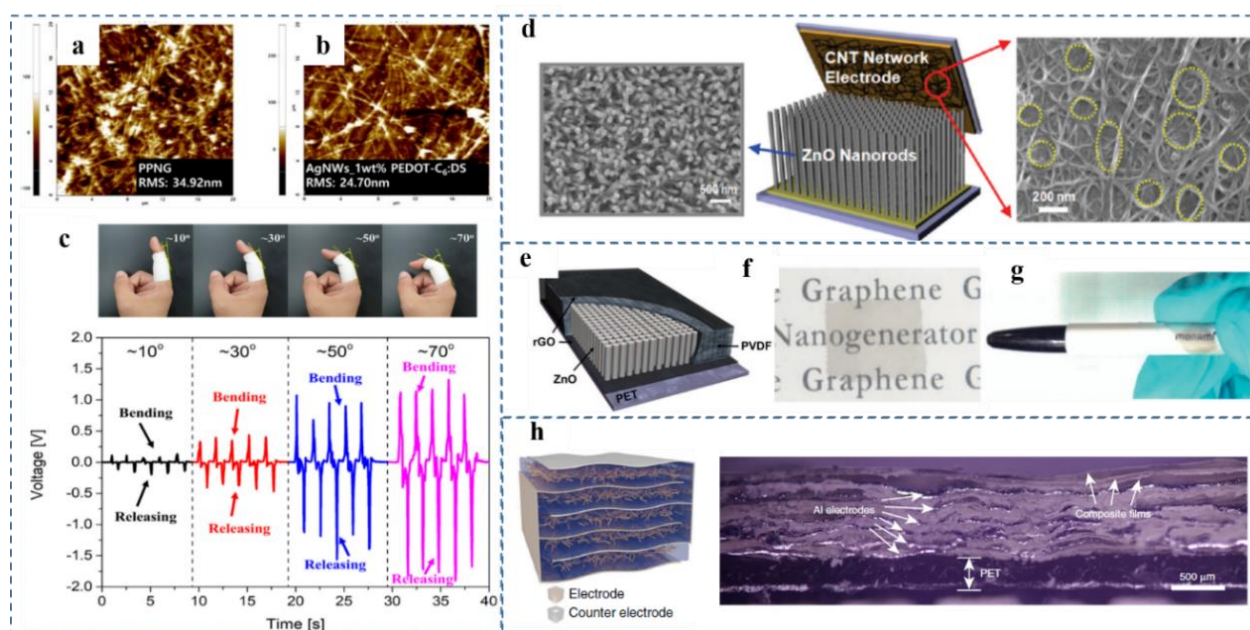 a
PPNG
RMS: 34.92nm
b
AgNWs_1wt% PEDOT-C6:DS
RMS: 24.70nm
c
~10°
~30°
~50°
~70°
~10° ~30° ~50° ~70°
Bending
Releasing
Bending
Releasing
Bending
Releasing
Bending
Releasing
Voltage [V]
2.0
1.5
1.0
0.5
0.0
-0.5
-1.0
-1.5
-2.0
0 5 10 15 20 25 30 35 40
Time [s]
d
500 nm
CNT Network
Electrode
ZnO Nanorods
200 nm
e
rGO
ZnO
PVDF
PET
f
e Graphene G
Nanogenerator
e Graphene G
g
h
Electrode
Counter electrode
Al electrodes
Composite films
PET
500 µm